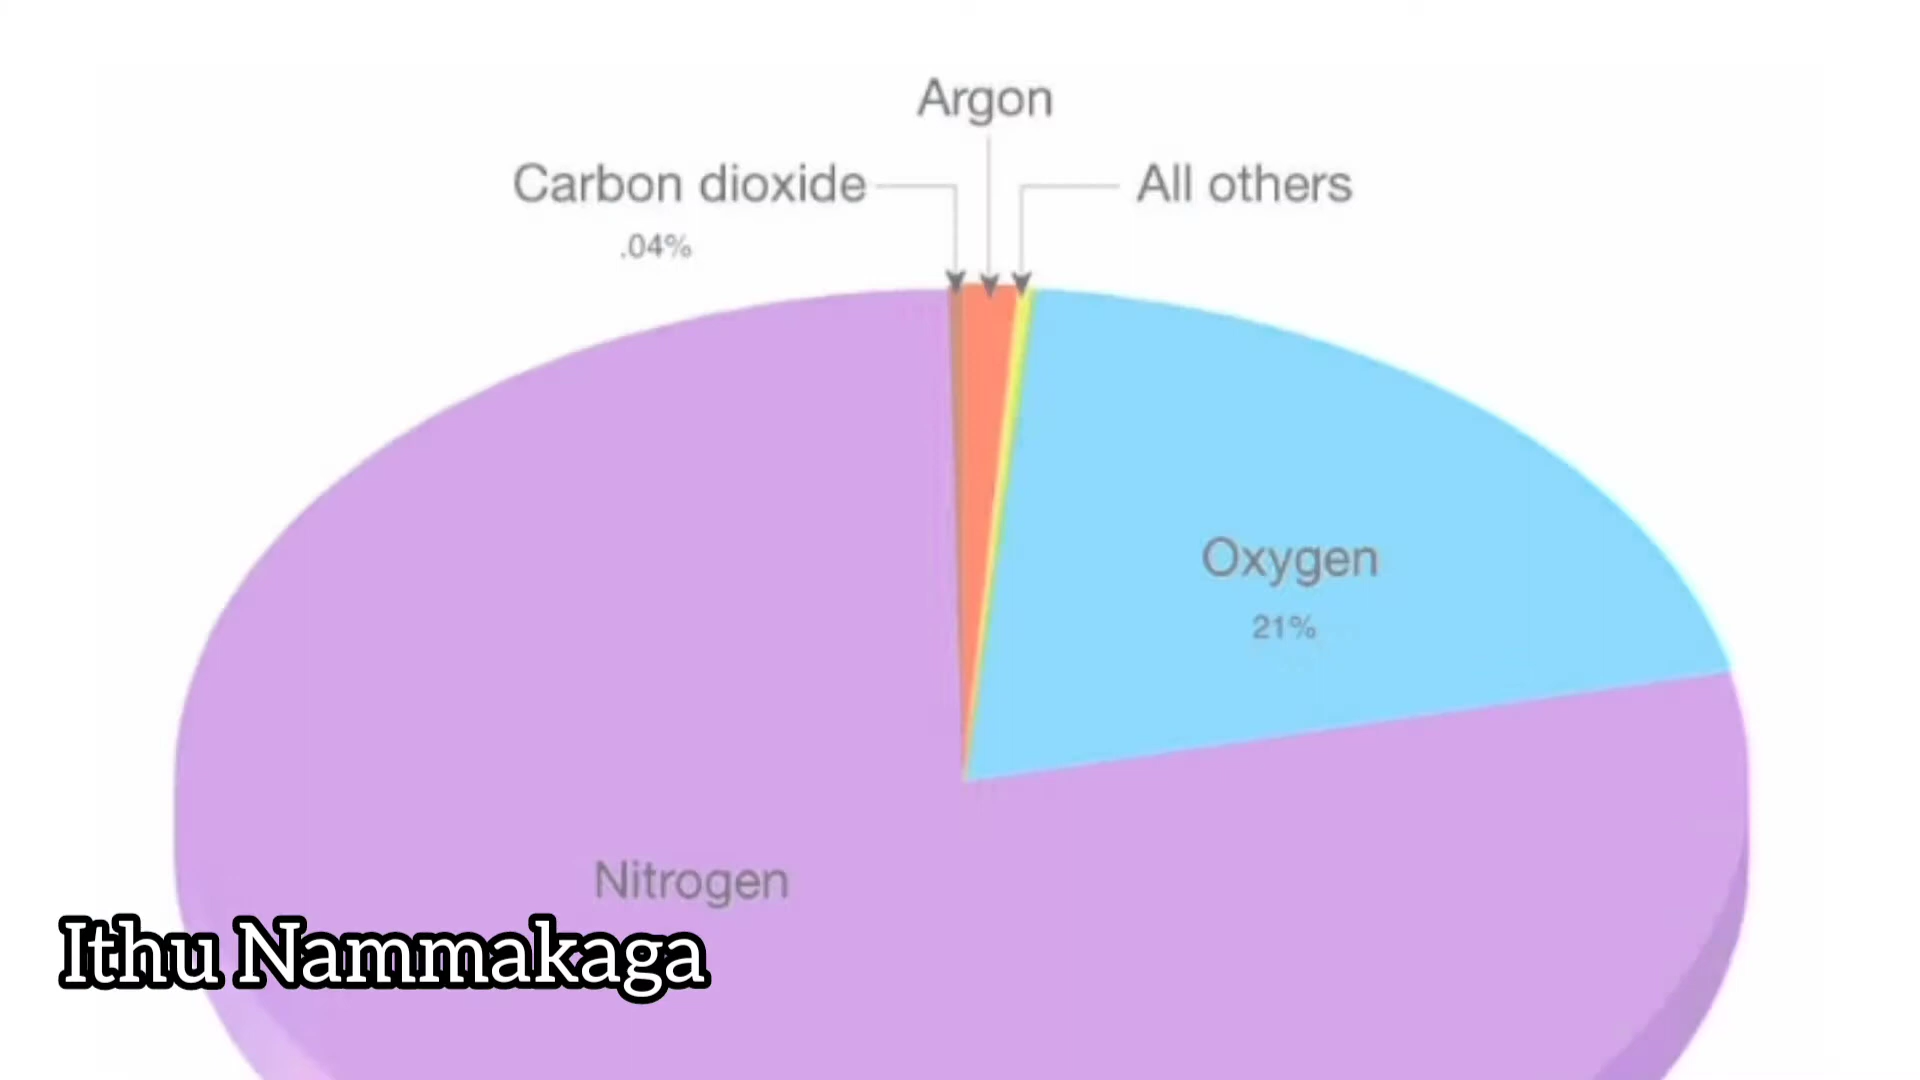 Argon
Carbon dioxide
All others
.04%
Oxygen
21%
Nitrogen
Ithu Nammakaga